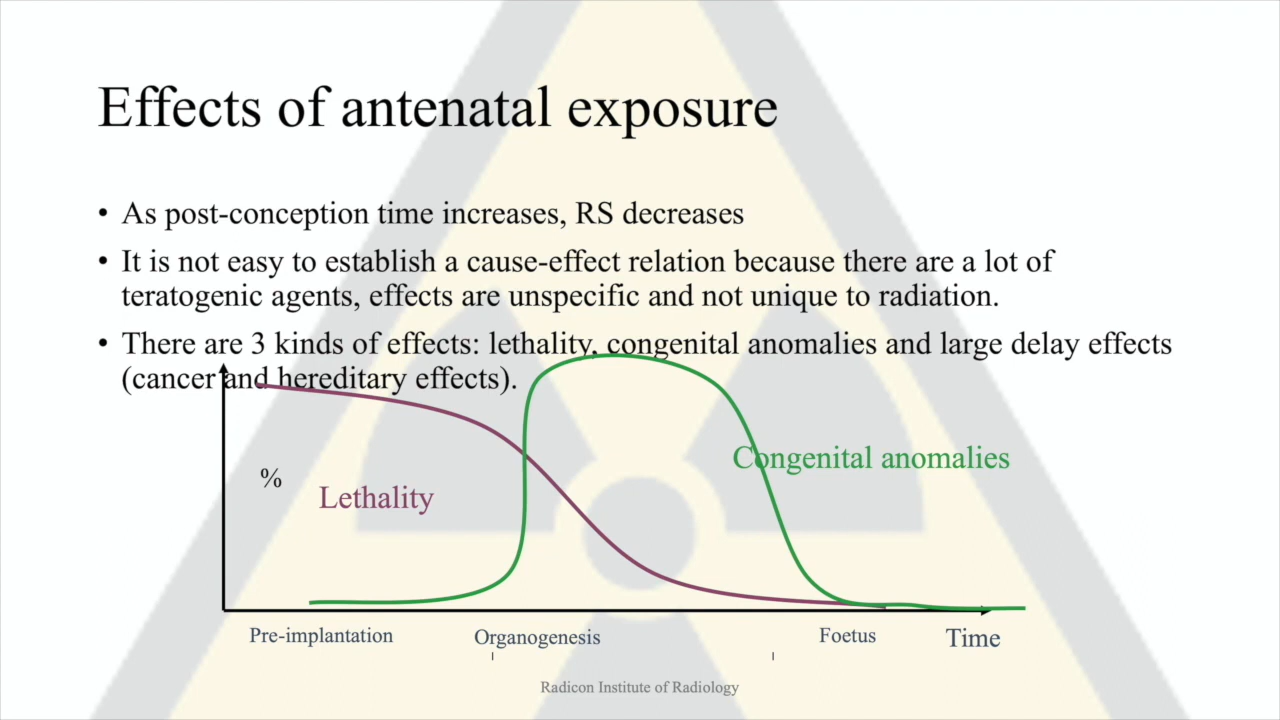 Effects of antenatal exposure
• As post-conception time increases, RS decreases
• It is not easy to establish a cause-effect relation because there are a lot of
teratogenic agents, effects are unspecific and not unique to radiation.
• There are 3 kinds of effects: lethality, congenital anomalies and large delay effects
(cancer and hereditary effects).
Congenital anomalies
%
Lethality
Pre-implantation
Organogenesis
Foetus
Time
Radicon Institute of Radiology